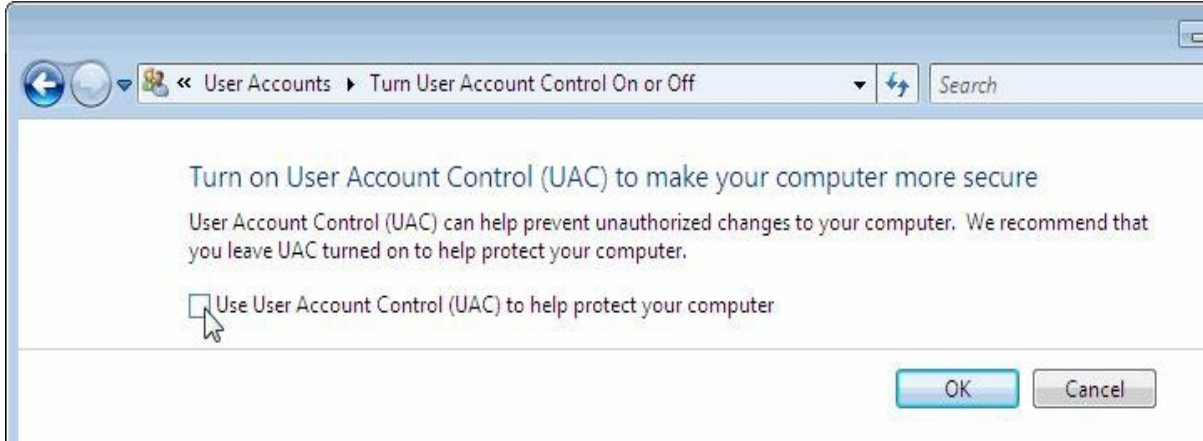 « User Accounts ▸ Turn User Account Control On or Off
Search
Turn on User Account Control (UAC) to make your computer more secure
User Account Control (UAC) can help prevent unauthorized changes to your computer.  We recommend that
you leave UAC turned on to help protect your computer.
Use User Account Control (UAC) to help protect your computer
OK
Cancel